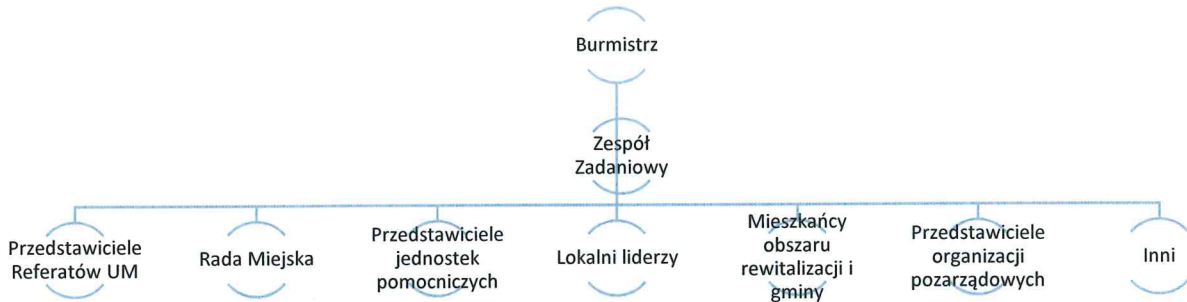 Burmistrz
Zespół
Zadaniowy
Przedstawiciele
Referatów UM
Rada Miejska
Przedstawiciele
jednostek
pomocniczych
Lokalni liderzy
Mieszkańcy
obszaru
rewitalizacji i
gminy
Przedstawiciele
organizacji
pozarządowych
Inni